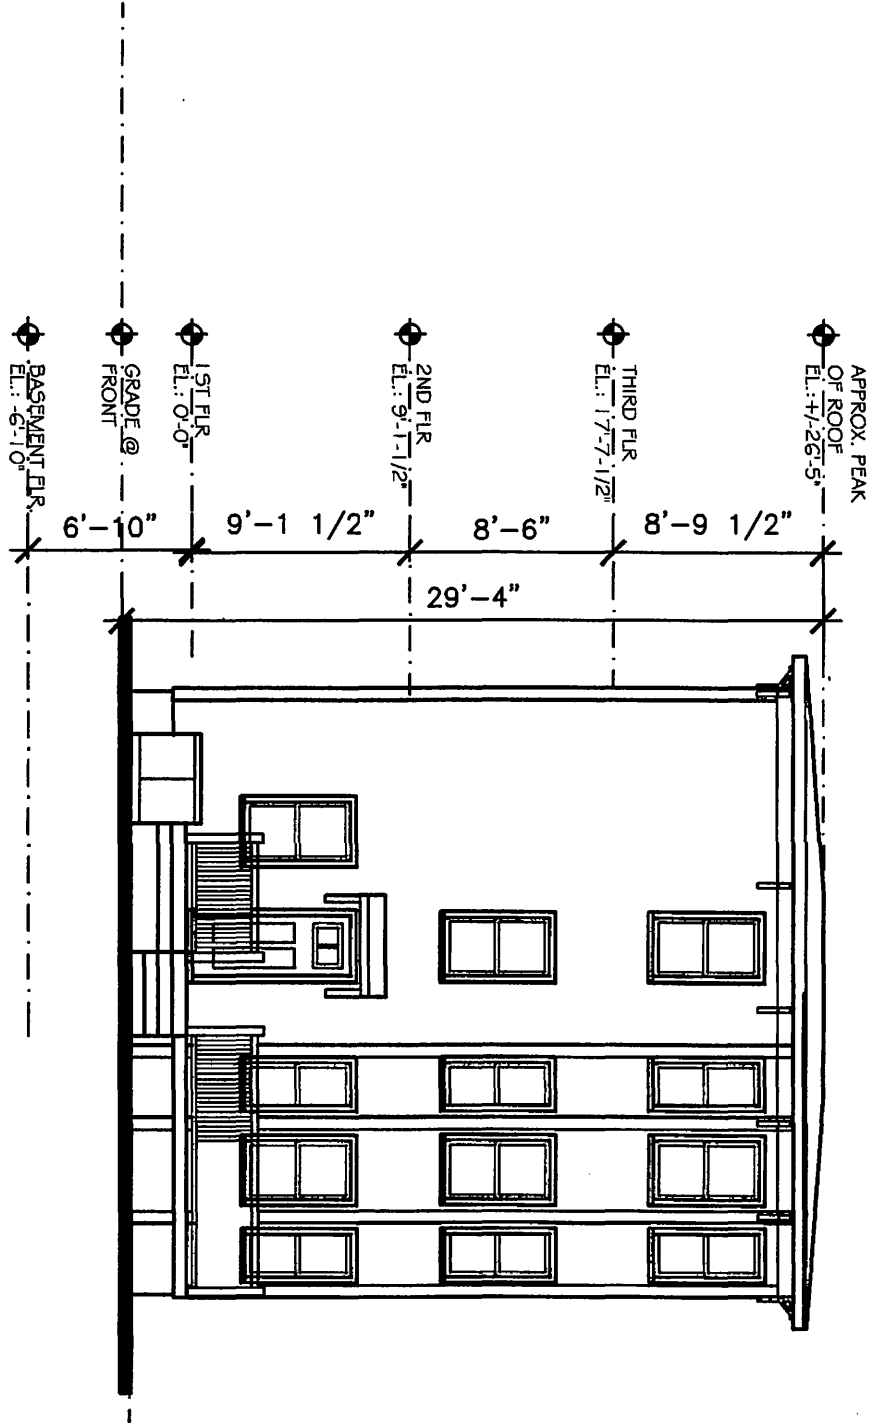 APPROX. PEAK
OF ROOF
EL.:+/-26'-5"
THIRD FLR
EL.: 17'-7-1/2"
2ND FLR
EL.: 9'-1-1/2"
1ST FLR
EL.: 0'-0"
GRADE @
FRONT
BASEMENT FLR
EL.: -6'-10"
8'-9 1/2"
8'-6"
9'-1 1/2"
6'-10"
29'-4"